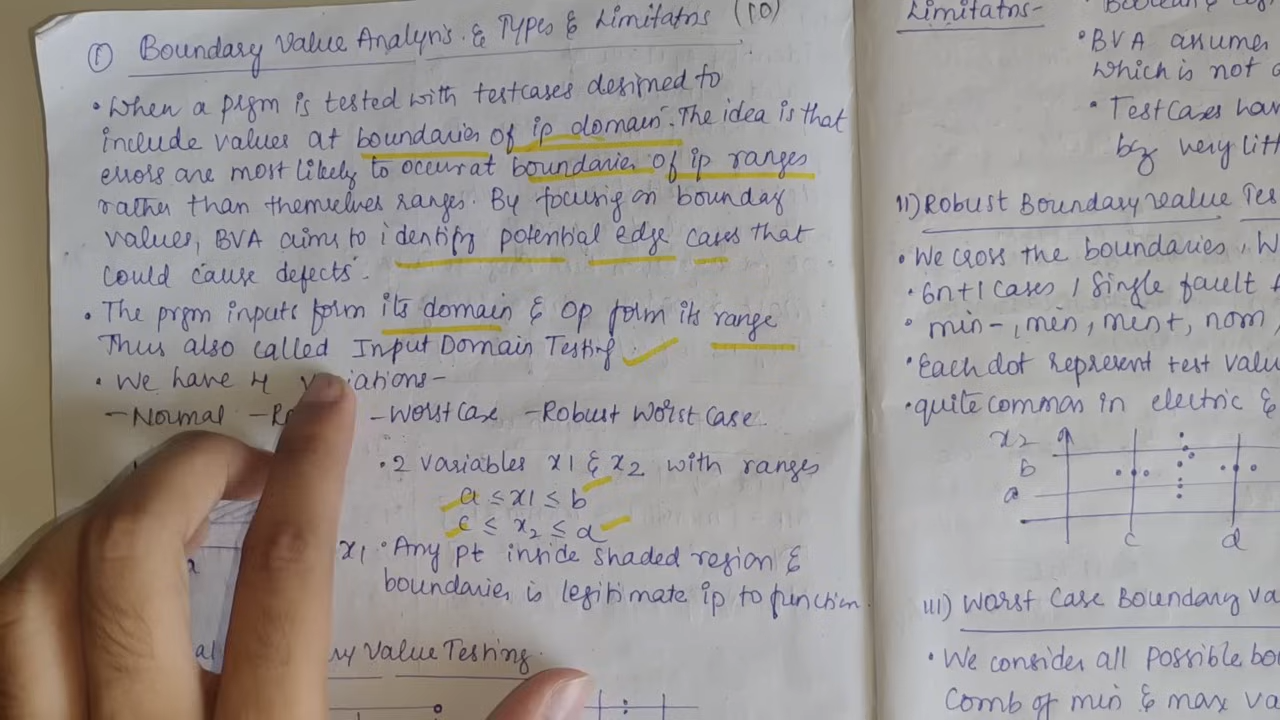 ① Boundary Value Analysis & Types & Limitatns (10)
• When a prgm is tested with testcases designed to
include values at boundaries of ip domain. The idea is that
errors are most likely to occur at boundaries of ip ranges
rather than themselves ranges. By focusing on boundary
values, BVA aims to identify potential edge cases that
could cause defects.
• The prgm inputs form its domain & Op form its range
Thus also called Input Domain Testing
• We have 4
– Normal – – Worst Case – Robust Worst Case.
• 2 variables x1 & x2 with ranges
a ≤ x1 ≤ b
c ≤ x2 ≤ d
x1 • Any pt inside shaded region &
boundaries is legitimate ip to function.
Value Testing.
Limitatns-
• BVA assumes
which is not
• Testcases
by very
II) Robust Boundary Value
• We cross the boundaries.
• 6n+1 cases / Single fault
• min-, min, min+, nom,
• Each dot represent test
• quite common in electric &
x2
b
a
c d
III) Worst Case Boundary
• We consider all possible
Comb of min & max